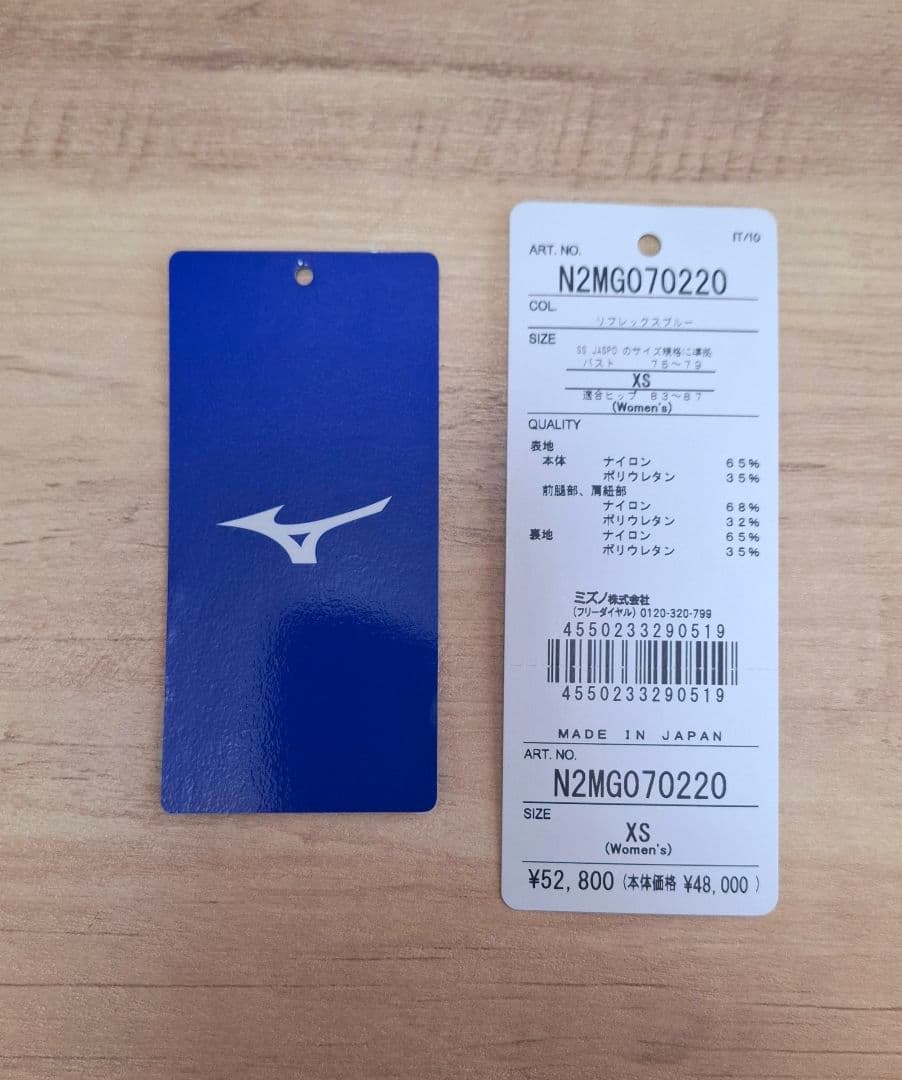 IT/10
ART. NO.
N2MG070220
COL.
リフレックスブルー
SIZE
SS JASPO のサイズ規格に準拠
バスト 75～79
XS
適合ヒップ 83～87
(Women's)
QUALITY
表地
本体 ナイロン 65%
ポリウレタン 35%
前腿部、肩紐部
ナイロン 68%
ポリウレタン 32%
裏地 ナイロン 65%
ポリウレタン 35%
ミズノ株式会社
(フリーダイヤル) 0120-320-799
4550233290519
4550233290519
MADE IN JAPAN
ART. NO.
N2MG070220
SIZE
XS
(Women's)
¥52,800 (本体価格 ¥48,000 )